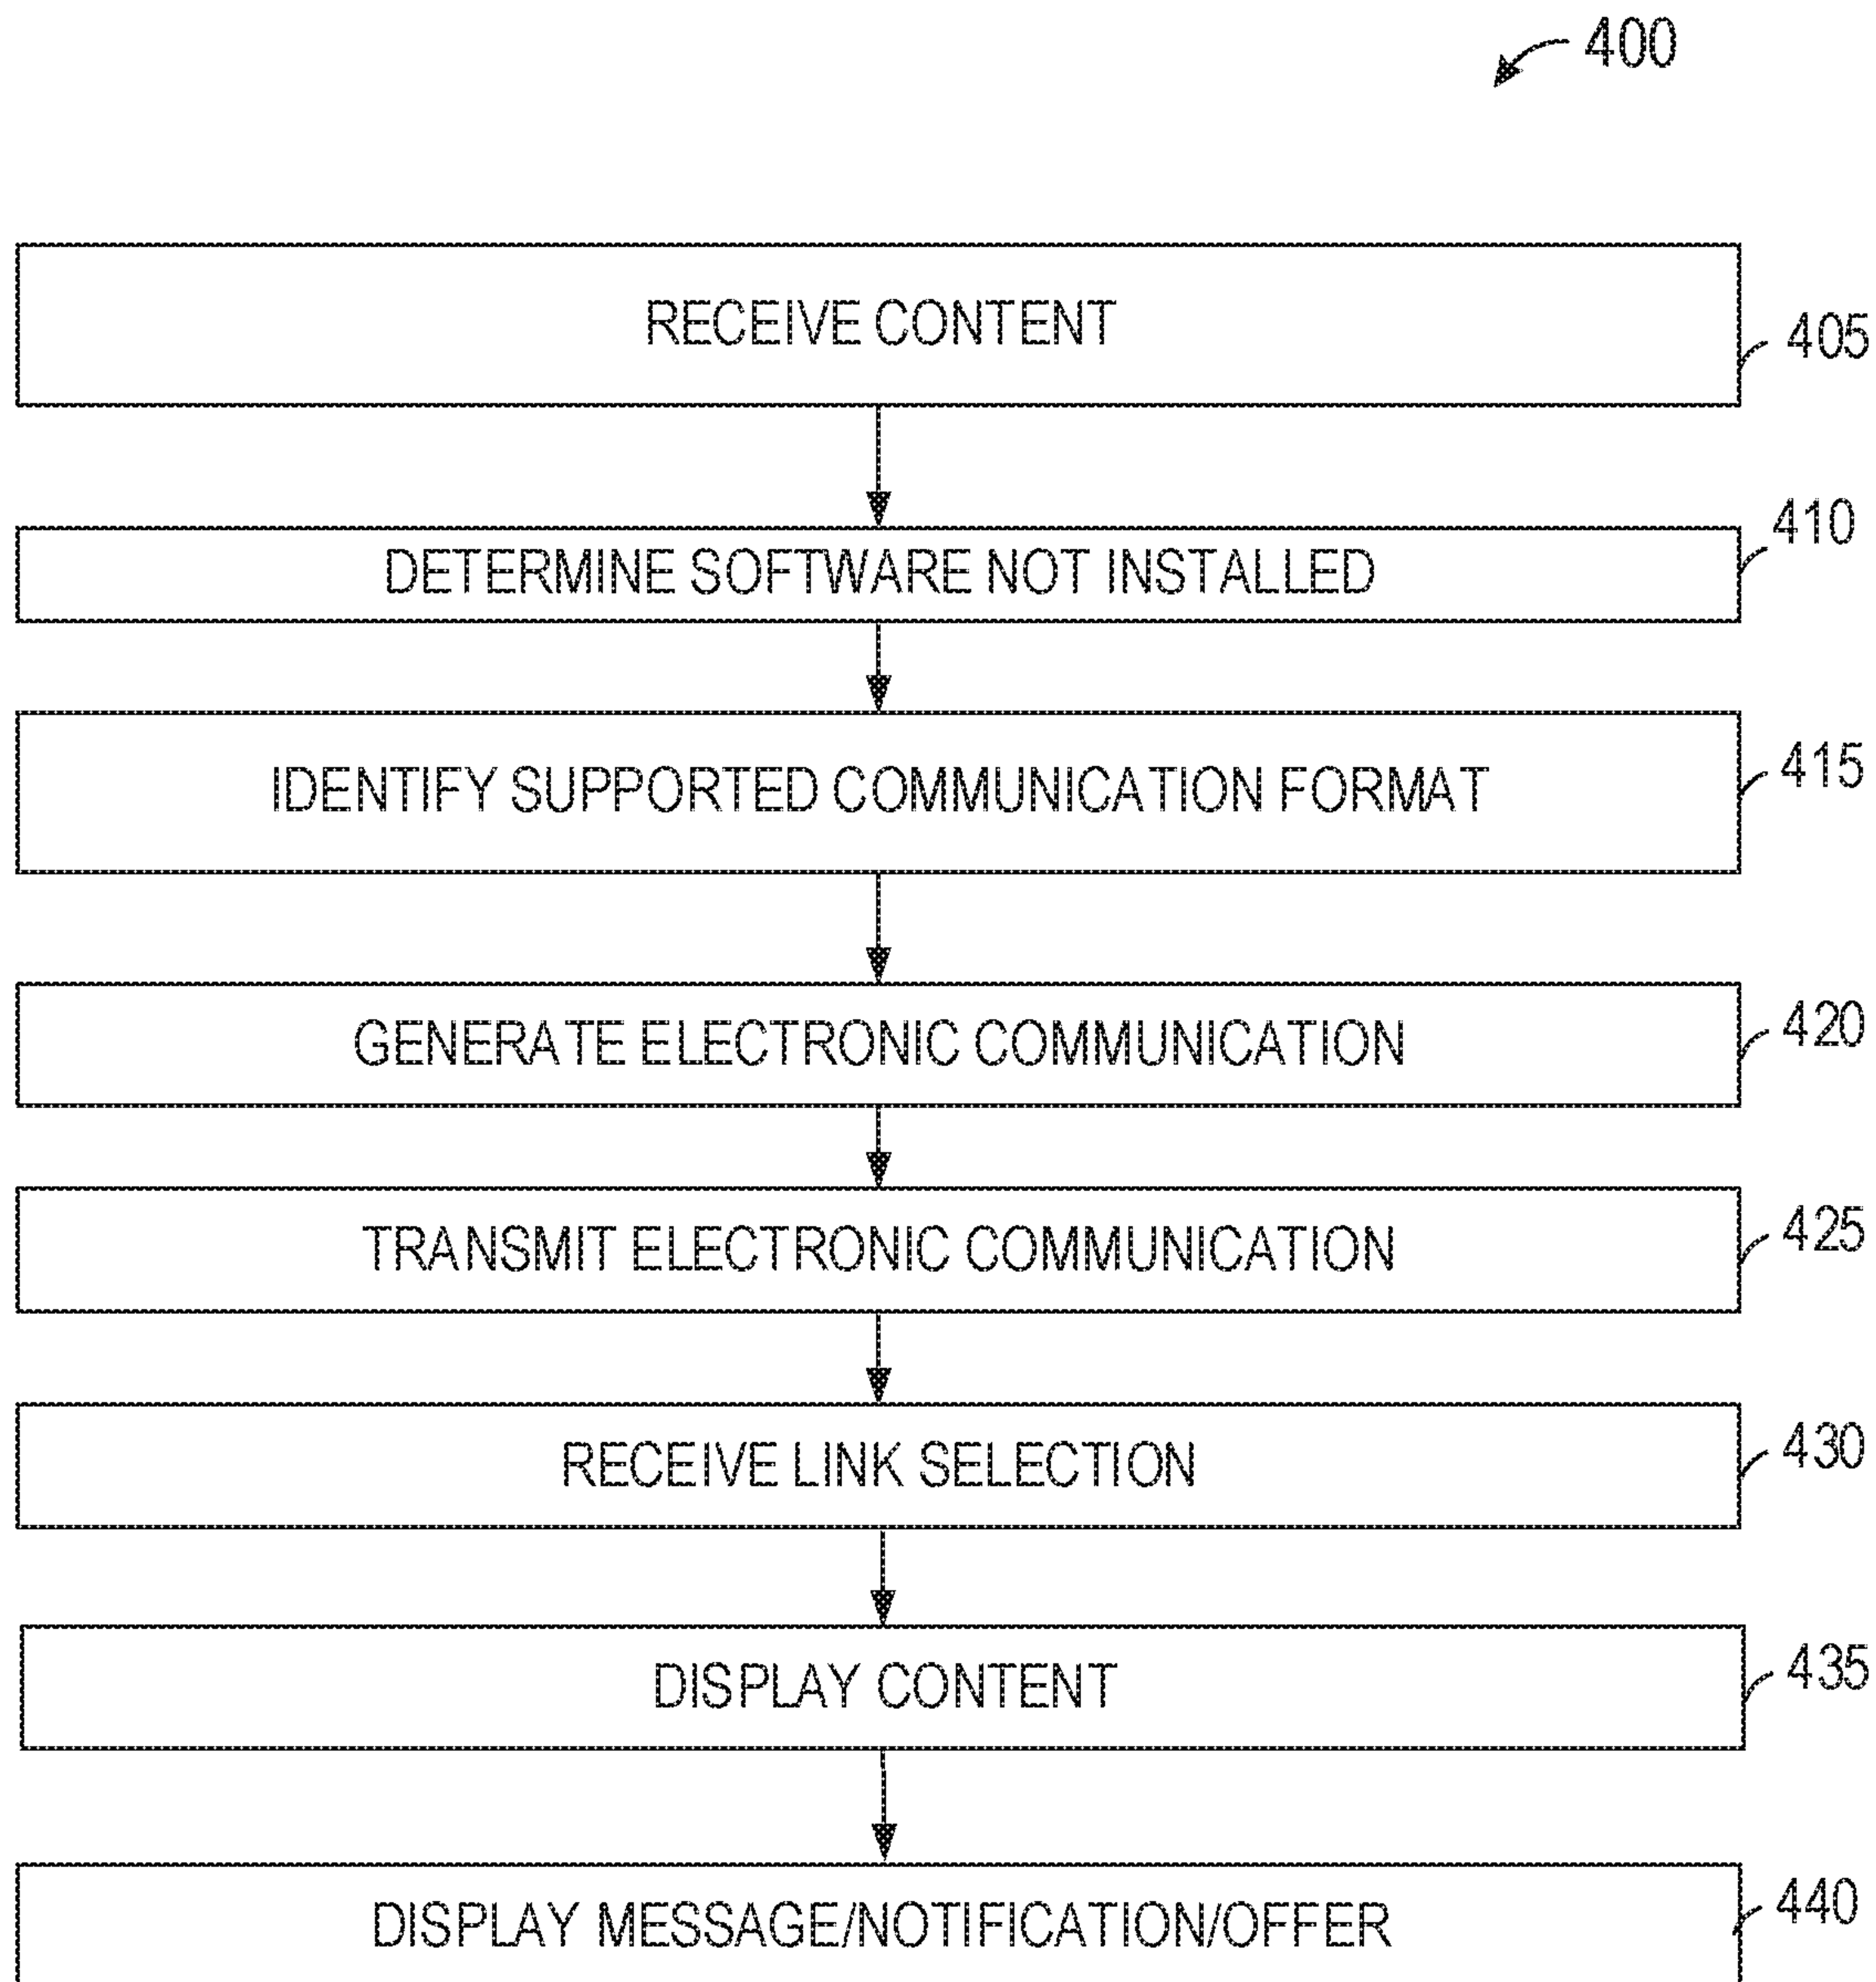 400
RECEIVE CONTENT
405
DETERMINE SOFTWARE NOT INSTALLED
410
IDENTIFY SUPPORTED COMMUNICATION FORMAT
415
GENERATE ELECTRONIC COMMUNICATION
420
TRANSMIT ELECTRONIC COMMUNICATION
425
RECEIVE LINK SELECTION
430
DISPLAY CONTENT
435
DISPLAY MESSAGE/NOTIFICATION/OFFER
440